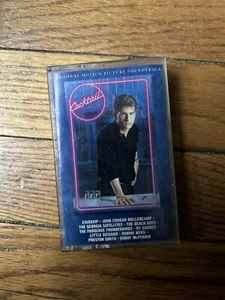 ORIGINAL MOTION PICTURE SOUNDTRACK
Cocktail
STARSHIP • JOHN COUGAR MELLENCAMP
THE GEORGIA SATELLITES • THE BEACH BOYS
THE FABULOUS THUNDERBIRDS • RY COODER
LITTLE RICHARD • ROBBIE NEVIL •
PRESTON SMITH • BOBBY McFERRIN